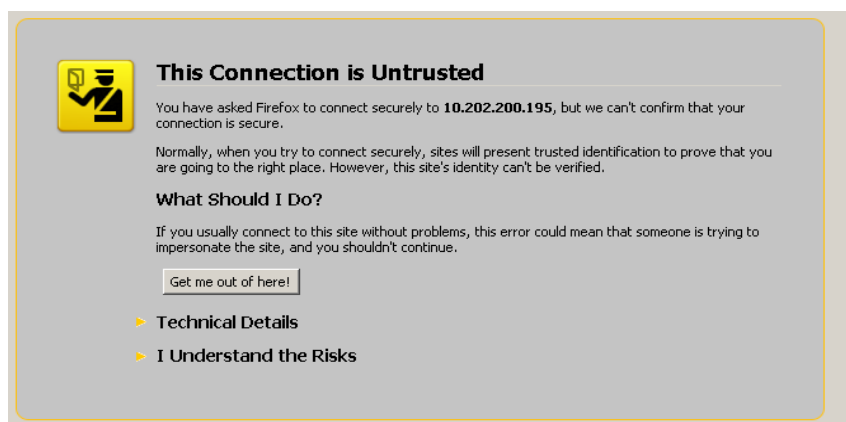 This Connection is Untrusted
You have asked Firefox to connect securely to 10.202.200.195, but we can't confirm that your
connection is secure.
Normally, when you try to connect securely, sites will present trusted identification to prove that you
are going to the right place. However, this site's identity can't be verified.
What Should I Do?
If you usually connect to this site without problems, this error could mean that someone is trying to
impersonate the site, and you shouldn't continue.
Get me out of here!
Technical Details
I Understand the Risks